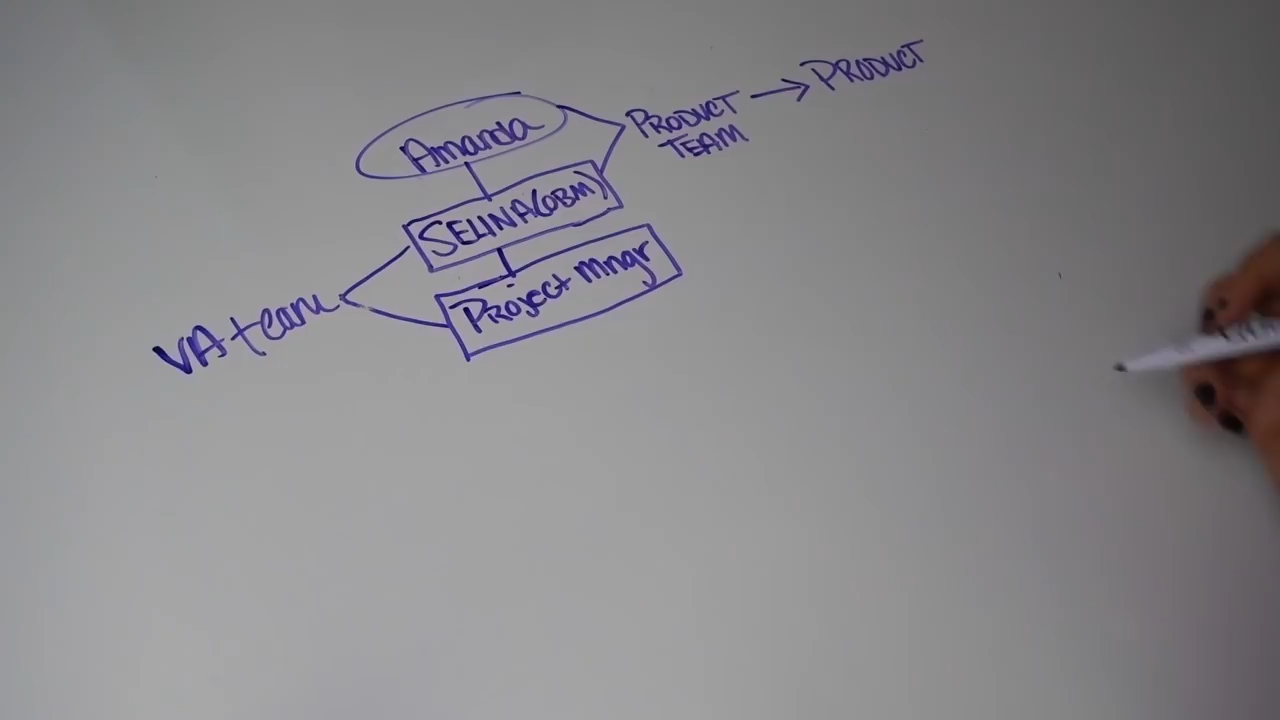 PRODUCT
PRODUCT
TEAM
Amanda
SELINA (OBM)
Project mngr
VA team